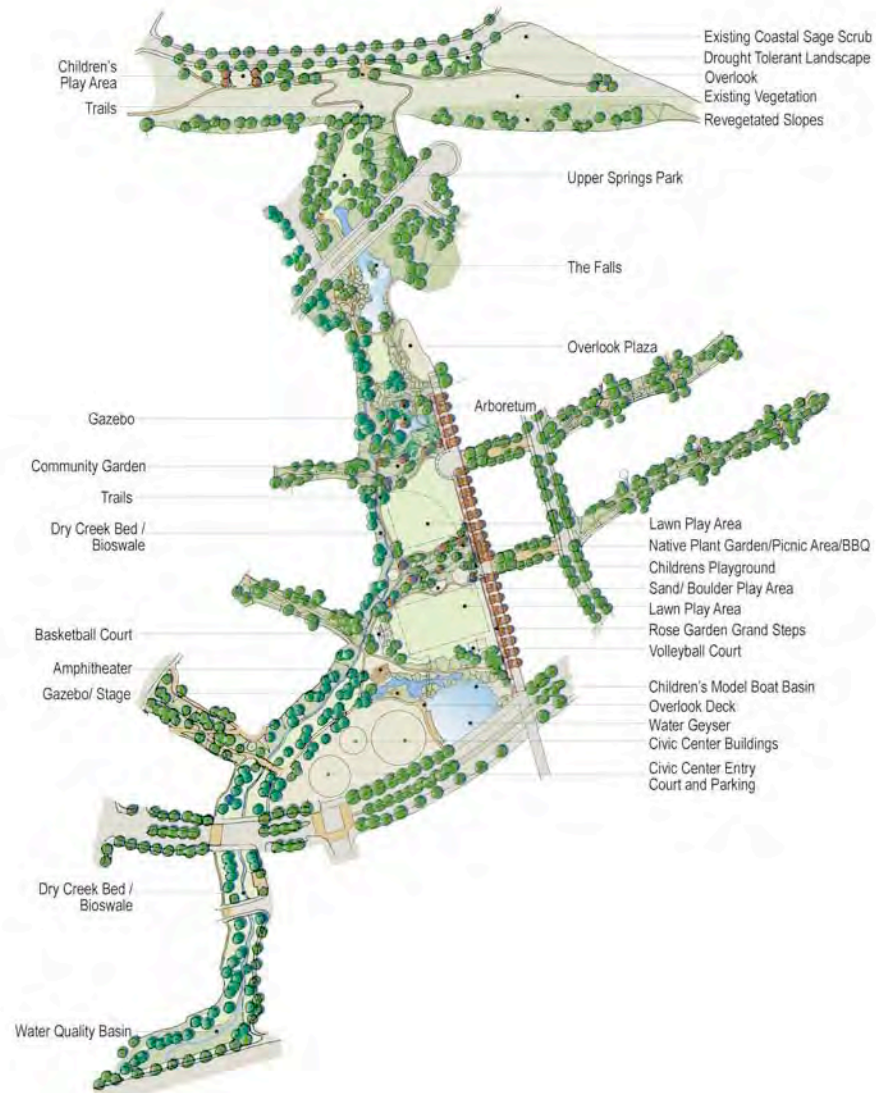 Existing Coastal Sage Scrub
Drought Tolerant Landscape
Overlook
Existing Vegetation
Revegetated Slopes
Children's
Play Area
Trails
Upper Springs Park
The Falls
Overlook Plaza
Arboretum
Gazebo
Community Garden
Trails
Dry Creek Bed /
Bioswale
Lawn Play Area
Native Plant Garden/Picnic Area/BBQ
Childrens Playground
Sand/ Boulder Play Area
Lawn Play Area
Rose Garden Grand Steps
Volleyball Court
Basketball Court
Amphitheater
Gazebo/ Stage
Children's Model Boat Basin
Overlook Deck
Water Geyser
Civic Center Buildings
Civic Center Entry
Court and Parking
Dry Creek Bed /
Bioswale
Water Quality Basin